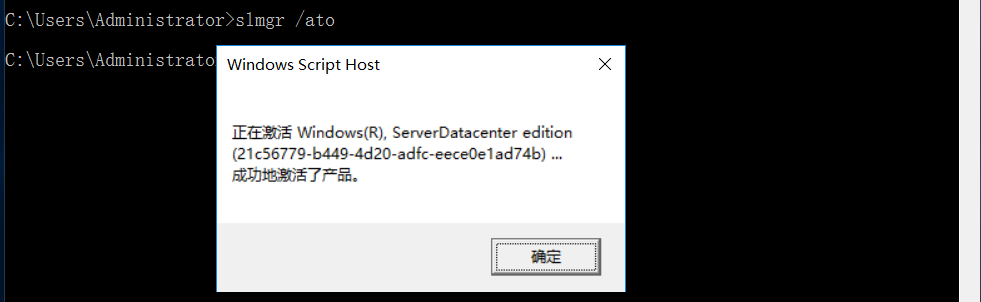 C:\Users\Administrator>slmgr /ato
C:\Users\Administrato
Windows Script Host
正在激活 Windows(R), ServerDatacenter edition
(21c56779-b449-4d20-adfc-eece0e1ad74b) ...
成功地激活了产品。
确定